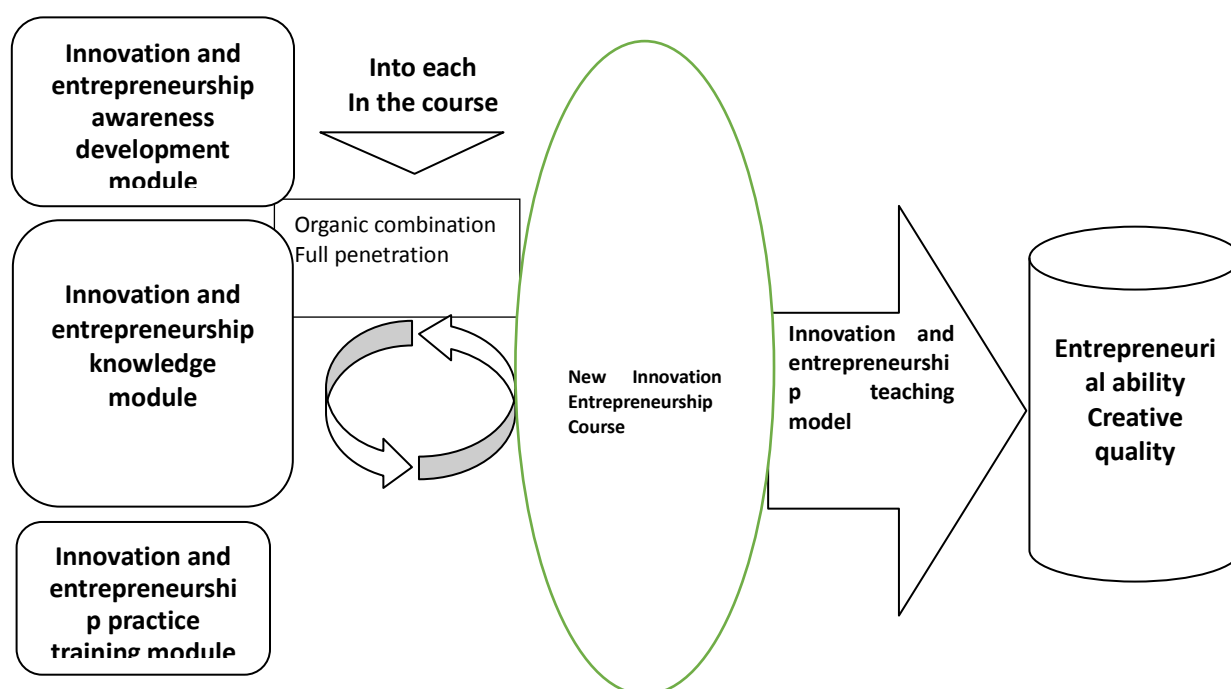 Innovation and
entrepreneurship
awareness
development
module
Into each
In the course
Organic combination
Full penetration
Innovation and
entrepreneurship
knowledge
module
Innovation and
entrepreneurshi
p practice
training module
New Innovation
Entrepreneurship
Course
Innovation and
entrepreneurshi
p teaching
model
Entrepreneuri
al ability
Creative
quality